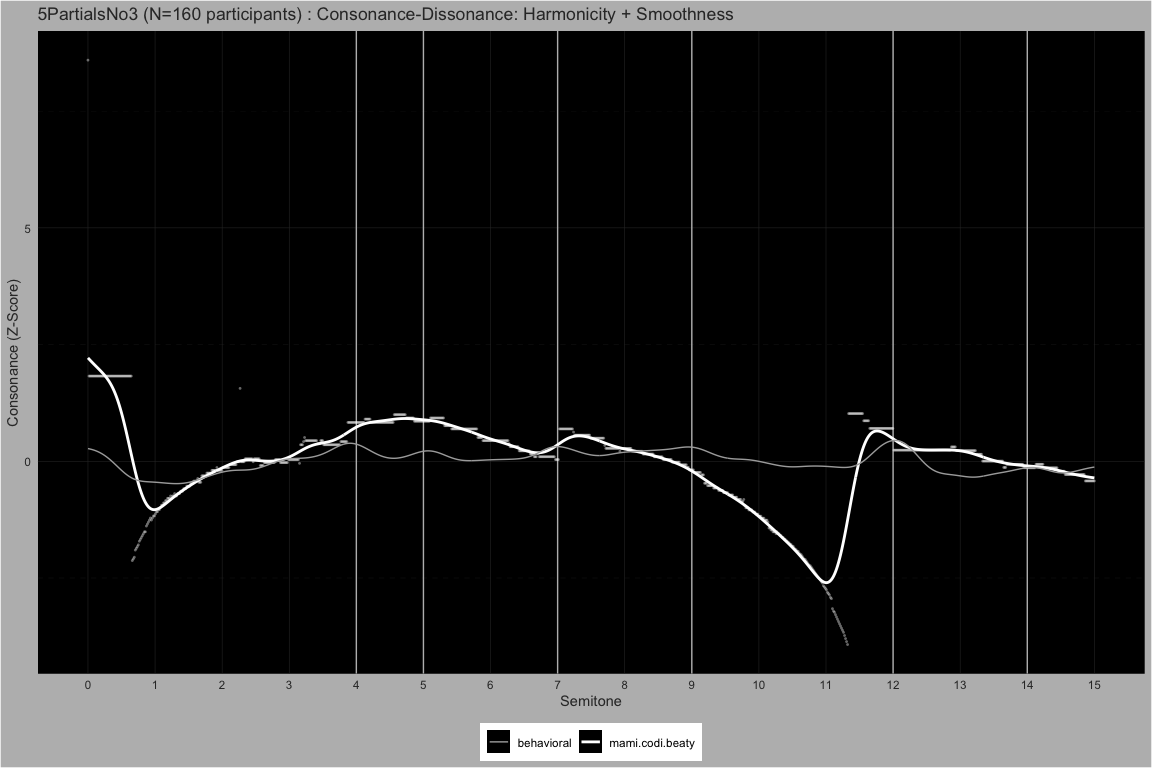 5PartialsNo3 (N=160 participants) : Consonance-Dissonance: Harmonicity + Smoothness
Consonance (Z-Score)
5
0
0 1 2 3 4 5 6 7 8 9 10 11 12 13 14 15
Semitone
behavioral mami.codi.beaty